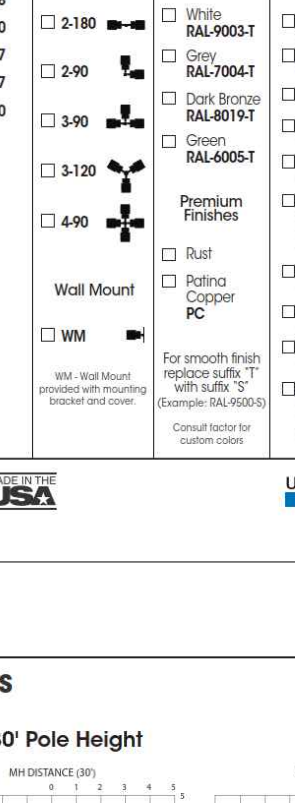 2-180
2-90
3-90
3-120
4-90
Wall Mount
WM
WM - Wall Mount
provided with mounting
bracket and cover.
White
RAL-9003-T
Grey
RAL-7004-T
Dark Bronze
RAL-8019-T
Green
RAL-6005-T
Premium
Finishes
Rust
Patina
Copper
PC
For smooth finish
replace suffix "T"
with suffix "S"
(Example: RAL-9500-S)
Consult factor for
custom colors
ADE IN THE
USA
U
S
0' Pole Height
MH DISTANCE (30')
0 1 2 3 4 5
5